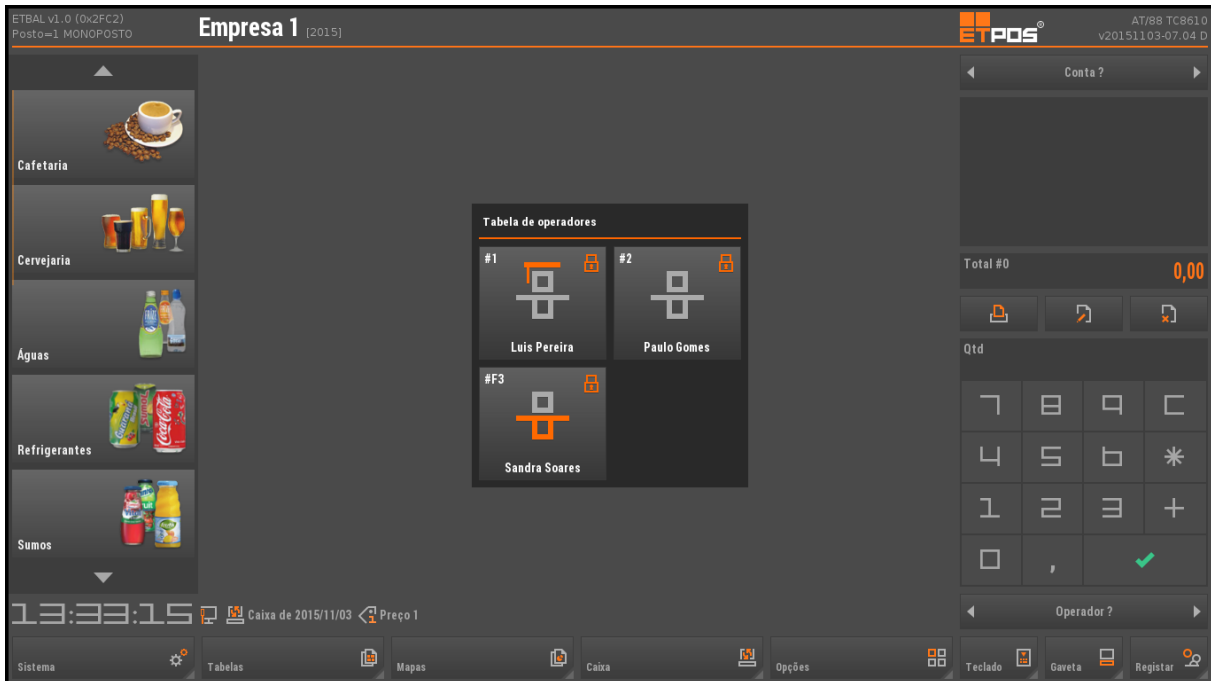 ETBAL v1.0 (0x2FC2)
Posto=1 MONOPOSTO
Empresa 1 [2015]
ETPOS®
AT/88 TC8610
v20151103-07.04 D
Cafetaria
Cervejaria
Águas
Refrigerantes
Sumos
Tabela de operadores
#1
Luis Pereira
#2
Paulo Gomes
#F3
Sandra Soares
Conta ?
Total #0
0,00
Qtd
7 8 9 C
4 5 6 *
1 2 3 +
0 ,
Operador ?
13:33:15
Caixa de 2015/11/03
Preço 1
Sistema
Tabelas
Mapas
Caixa
Opções
Teclado
Gaveta
Registar